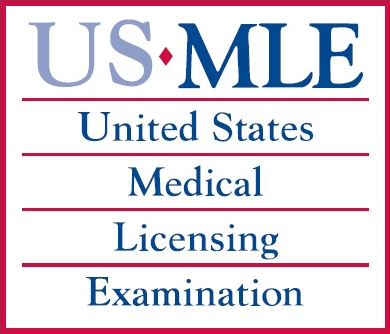 US♦MLE
United States
Medical
Licensing
Examination